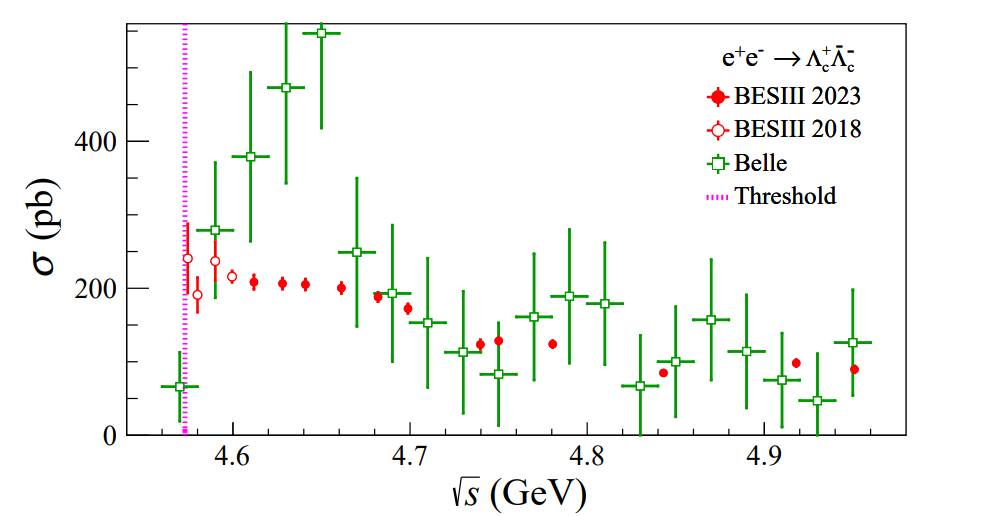 e⁺e⁻ → Λc⁺Λ̄c⁻
BESIII 2023
BESIII 2018
Belle
Threshold
σ (pb)
400
200
0
4.6 4.7 4.8 4.9
√s (GeV)